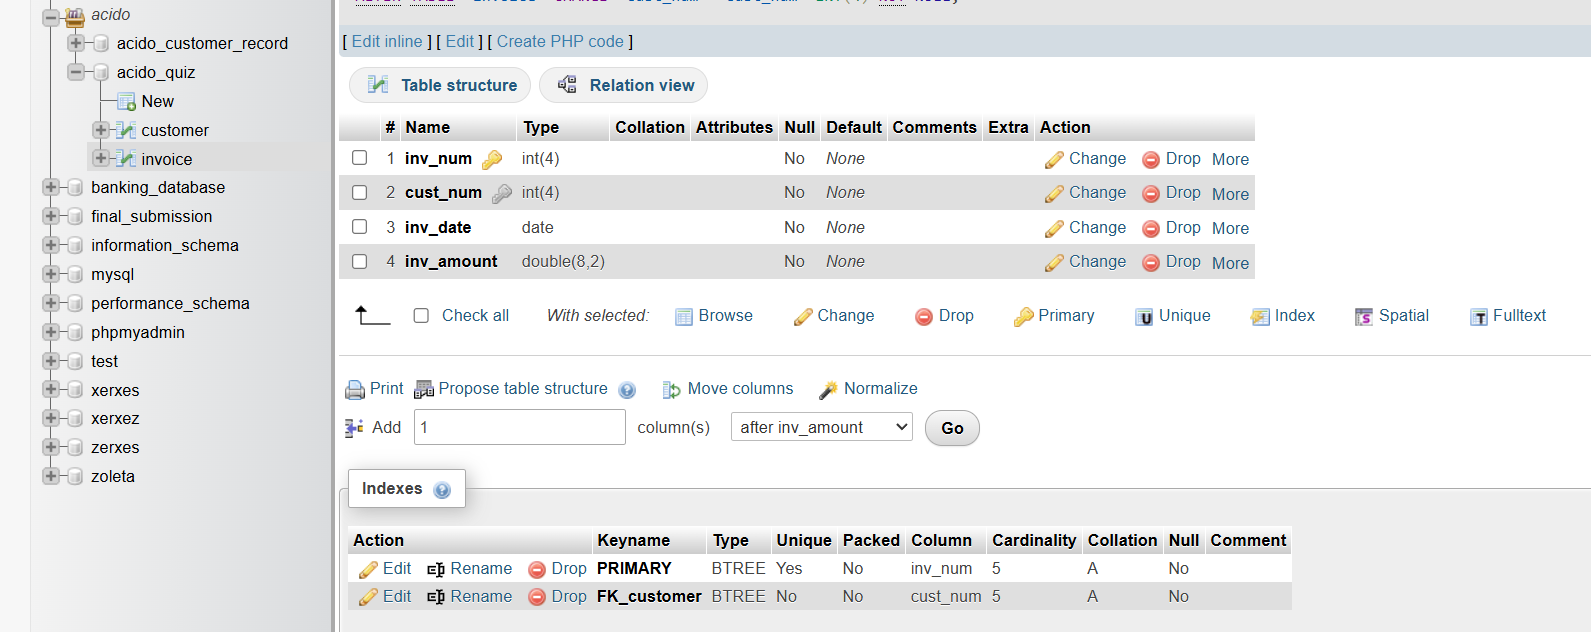 acido
acido_customer_record
acido_quiz
New
customer
invoice
banking_database
final_submission
information_schema
mysql
performance_schema
phpmyadmin
test
xerxes
xerxez
zerxes
zoleta
[ Edit inline ] [ Edit ] [ Create PHP code ]
Table structure Relation view
# Name Type Collation Attributes Null Default Comments Extra Action
1 inv_num int(4) No None Change Drop More
2 cust_num int(4) No None Change Drop More
3 inv_date date No None Change Drop More
4 inv_amount double(8,2) No None Change Drop More
Check all With selected: Browse Change Drop Primary Unique Index Spatial Fulltext
Print Propose table structure Move columns Normalize
Add 1 column(s) after inv_amount Go
Indexes
Action Keyname Type Unique Packed Column Cardinality Collation Null Comment
Edit Rename Drop PRIMARY BTREE Yes No inv_num 5 A No
Edit Rename Drop FK_customer BTREE No No cust_num 5 A No